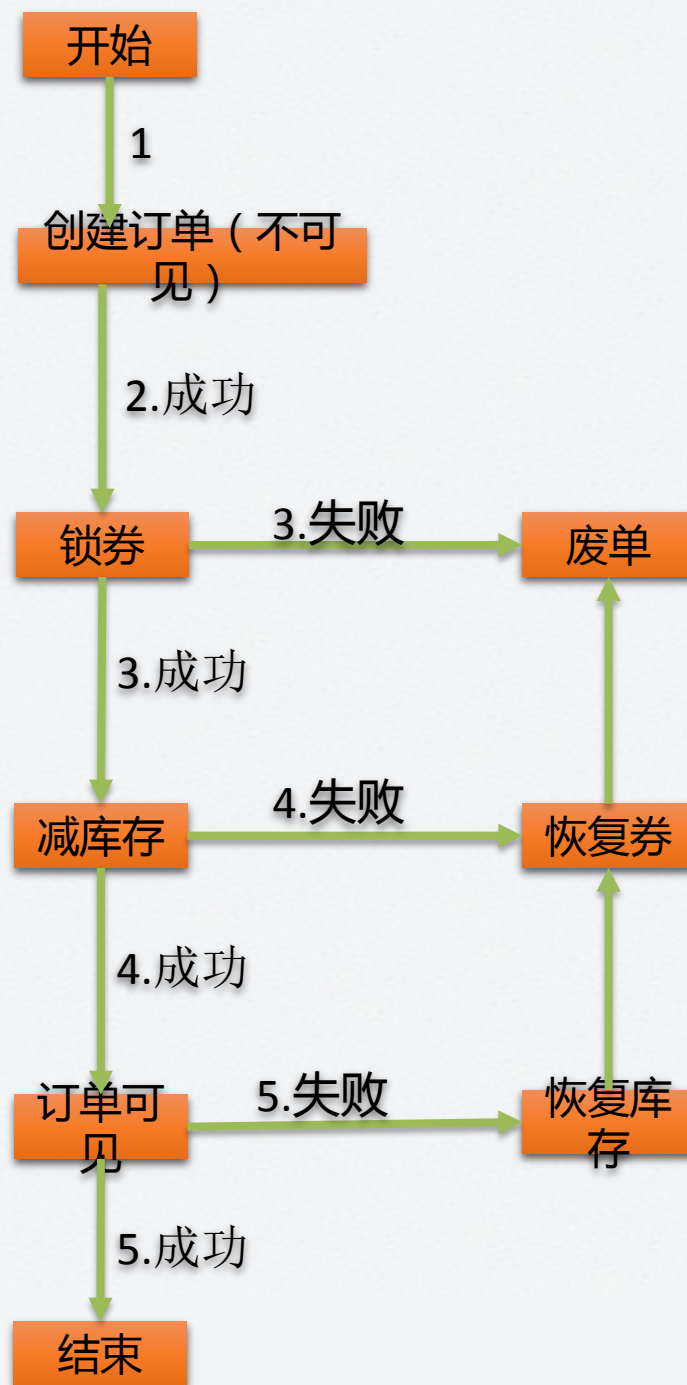 开始
1
创建订单（不可
见）
2.成功
锁券
3.失败
废单
3.成功
减库存
4.失败
恢复券
4.成功
订单可
见
5.失败
恢复库
存
5.成功
结束